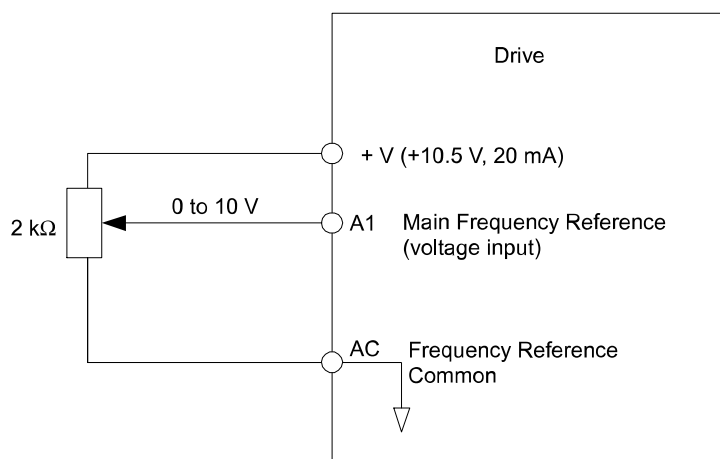 Drive
+ V (+10.5 V, 20 mA)
0 to 10 V
2 kΩ
A1 Main Frequency Reference
(voltage input)
AC Frequency Reference
Common